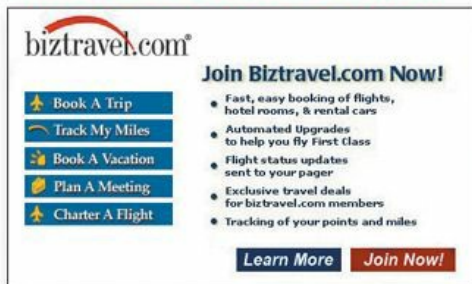 biztravel.com®
Join Biztravel.com Now!
Book A Trip
Track My Miles
Book A Vacation
Plan A Meeting
Charter A Flight
• Fast, easy booking of flights,
hotel rooms, & rental cars
• Automated Upgrades
to help you fly First Class
• Flight status updates
sent to your pager
• Exclusive travel deals
for biztravel.com members
• Tracking of your points and miles
Learn More
Join Now!